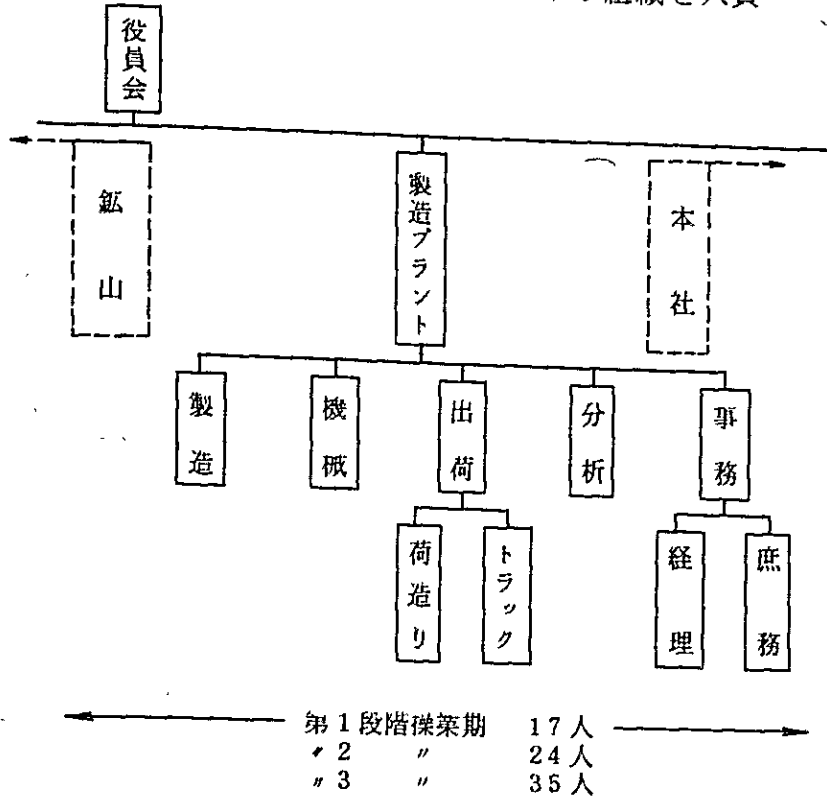 組織と人員
役員会
鉱山
製造プラント
本社
製造
機械
出荷
分析
事務
荷造り
トラック
経理
庶務
第1段階操業期 17人
〃2 〃 24人
〃3 〃 35人